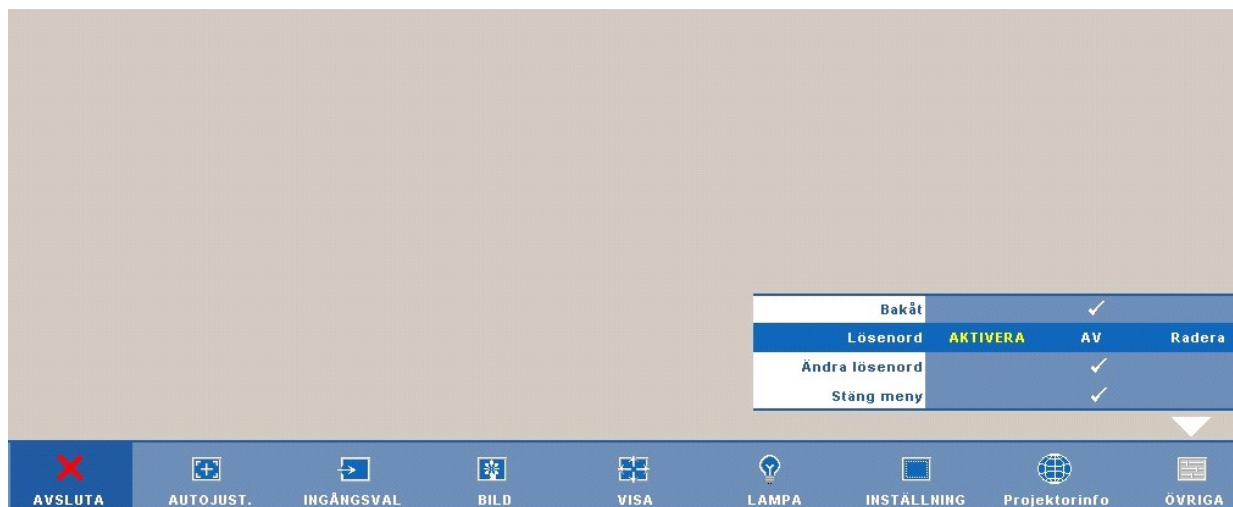 Bakåt
Lösenord AKTIVERA AV Radera
Ändra lösenord
Stäng meny
AVSLUTA AUTOJUST. INGÅNGSVAL BILD VISA LAMPA INSTÄLLNING Projektorinfo ÖVRIGA